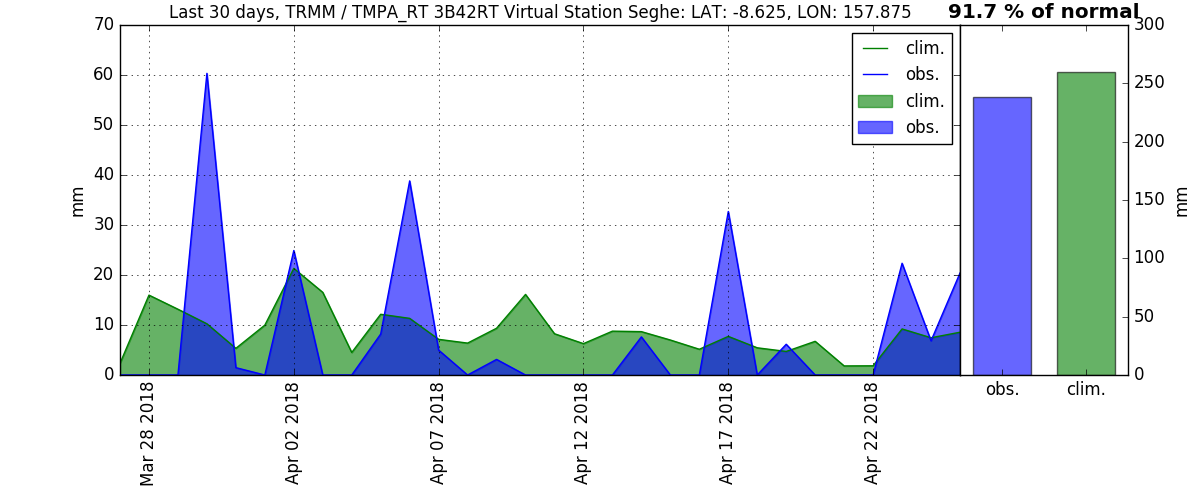 Last 30 days, TRMM / TMPA_RT 3B42RT Virtual Station Seghe: LAT: -8.625, LON: 157.875
91.7 % of normal
70
60
50
40
30
20
10
0
mm
clim.
obs.
clim.
obs.
Mar 28 2018
Apr 02 2018
Apr 07 2018
Apr 12 2018
Apr 17 2018
Apr 22 2018
300
250
200
150
100
50
0
mm
obs.
clim.